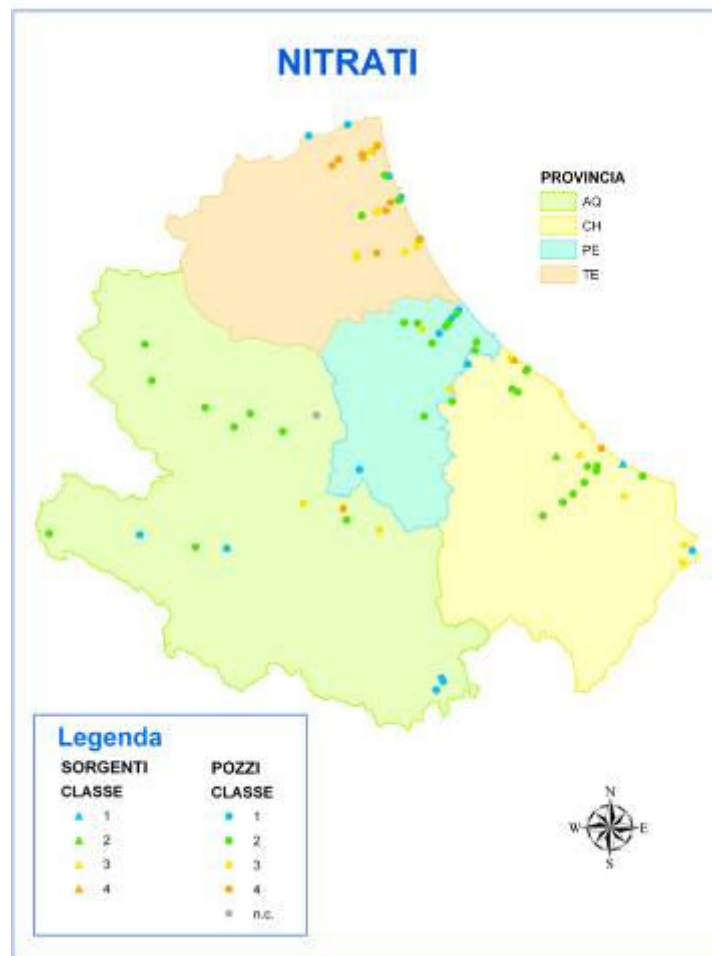 NITRATI
PROVINCIA
AQ
CH
PE
TE
Legenda
SORGENTI
CLASSE
1
2
3
4
POZZI
CLASSE
1
2
3
4
n.c.
N
W E
S